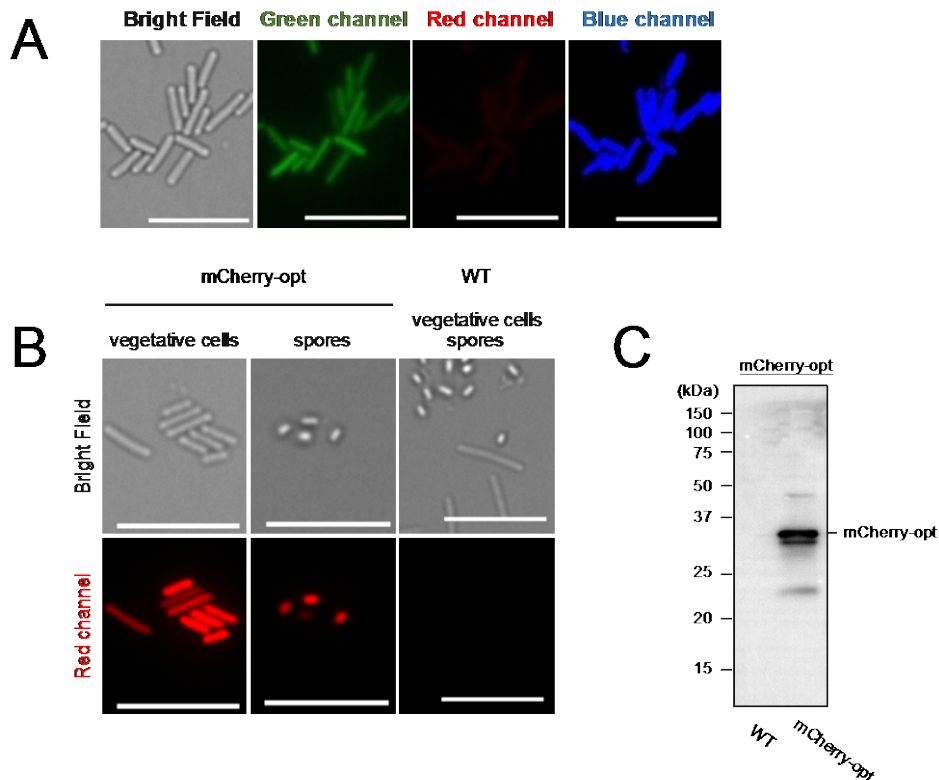 A
Bright Field Green channel Red channel Blue channel
mCherry-opt WT
vegetative cells spores vegetative cells
spores
B
Bright Field
Red channel
C
mCherry-opt
(kDa)
150
100
75
50
37
mCherry-opt
25
20
15
WT mCherry-opt